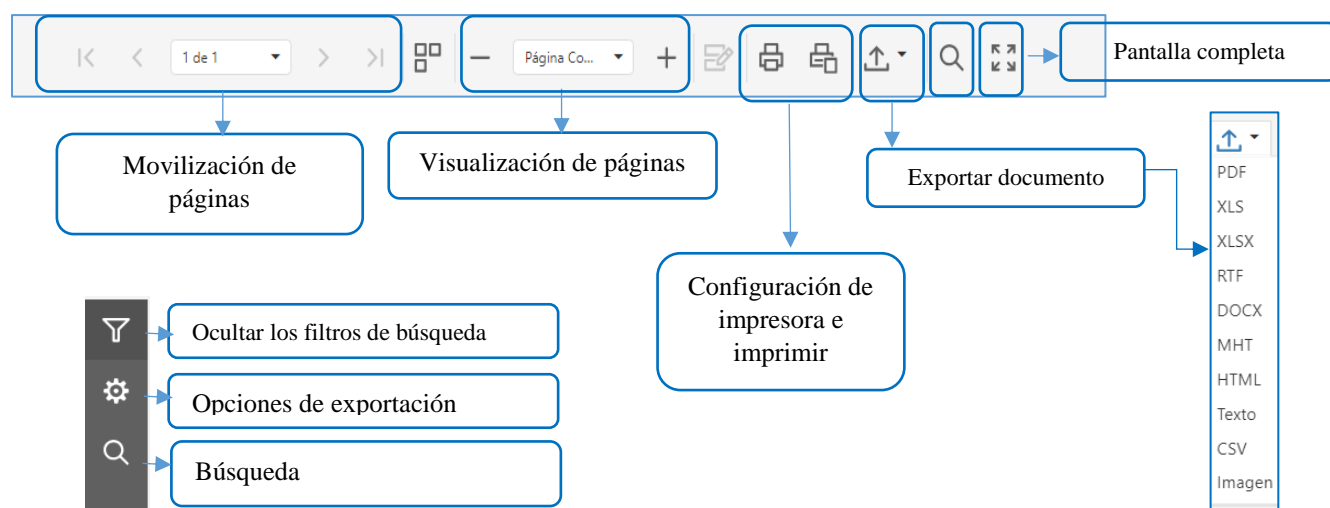 1 de 1
Página Co...
Pantalla completa
Movilización de
páginas
Visualización de páginas
Exportar documento
Configuración de
impresora e
imprimir
PDF
XLS
XLSX
RTF
DOCX
MHT
HTML
Texto
CSV
Imagen
Ocultar los filtros de búsqueda
Opciones de exportación
Búsqueda